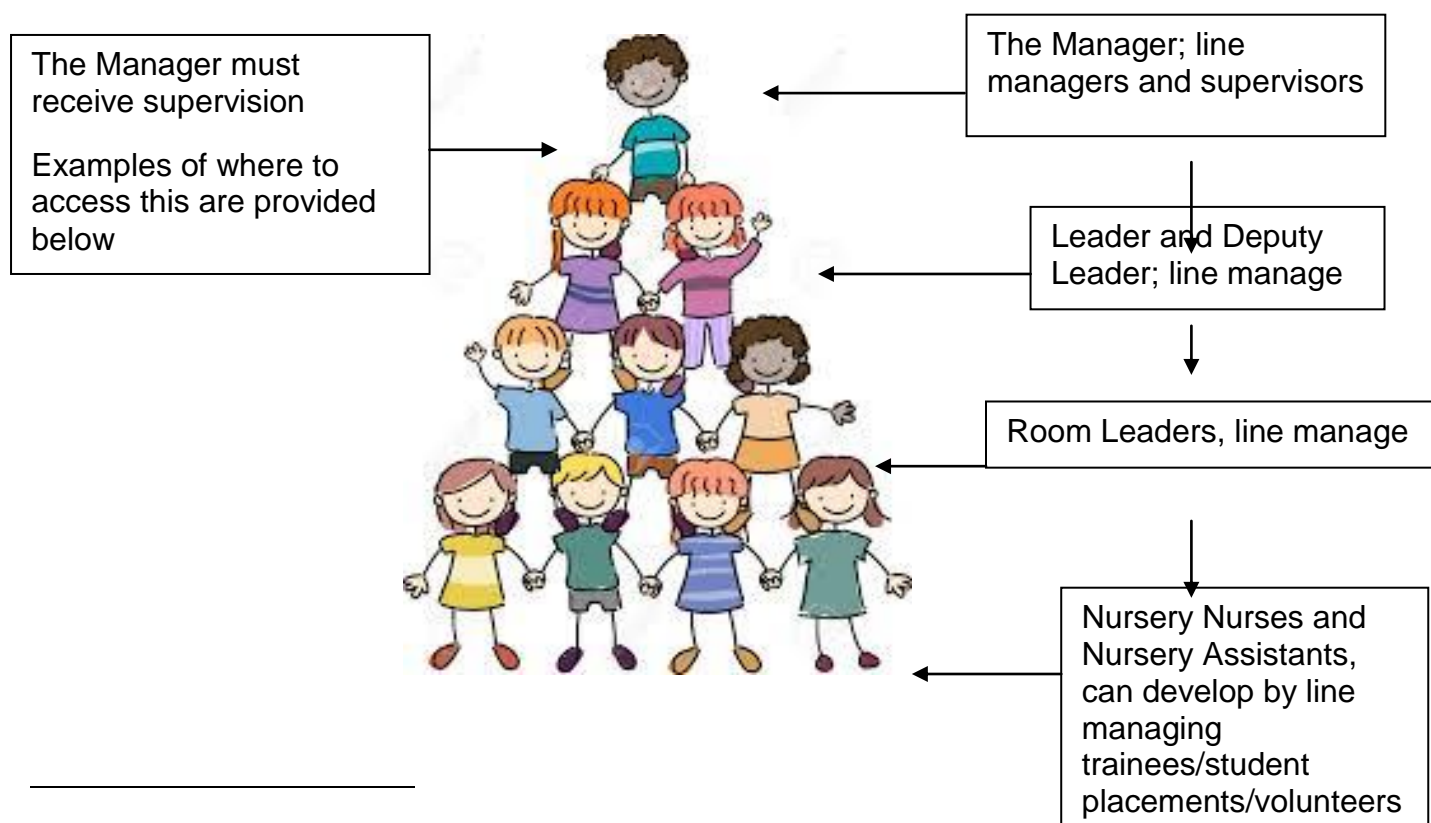 The Manager must
receive supervision
Examples of where to
access this are provided
below
The Manager; line
managers and supervisors
Leader and Deputy
Leader; line manage
Room Leaders, line manage
Nursery Nurses and
Nursery Assistants,
can develop by line
managing
trainees/student
placements/volunteers